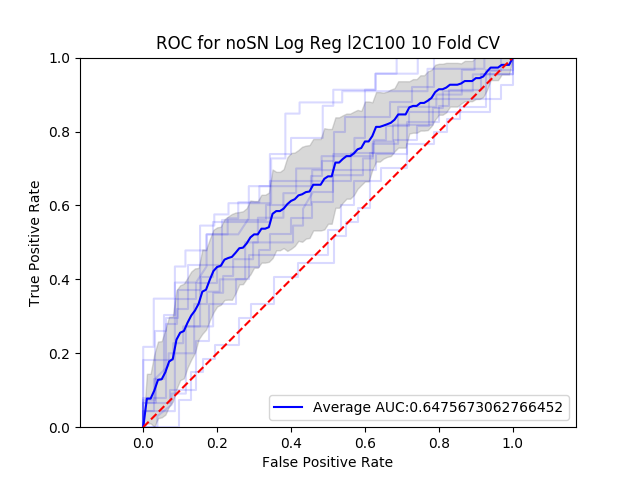 ROC for noSN Log Reg l2C100 10 Fold CV
True Positive Rate
1.0
0.8
0.6
0.4
0.2
0.0
Average AUC:0.6475673062766452
0.0 0.2 0.4 0.6 0.8 1.0
False Positive Rate